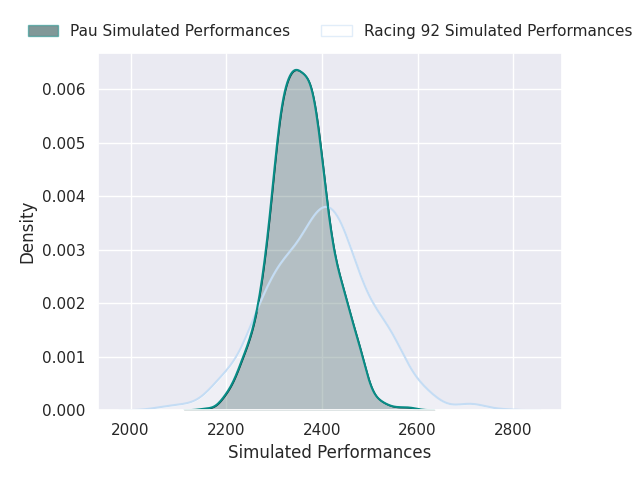 Pau Simulated Performances
Racing 92 Simulated Performances
0.006
0.005
0.004
0.003
0.002
0.001
0.000
Density
2000 2200 2400 2600 2800
Simulated Performances